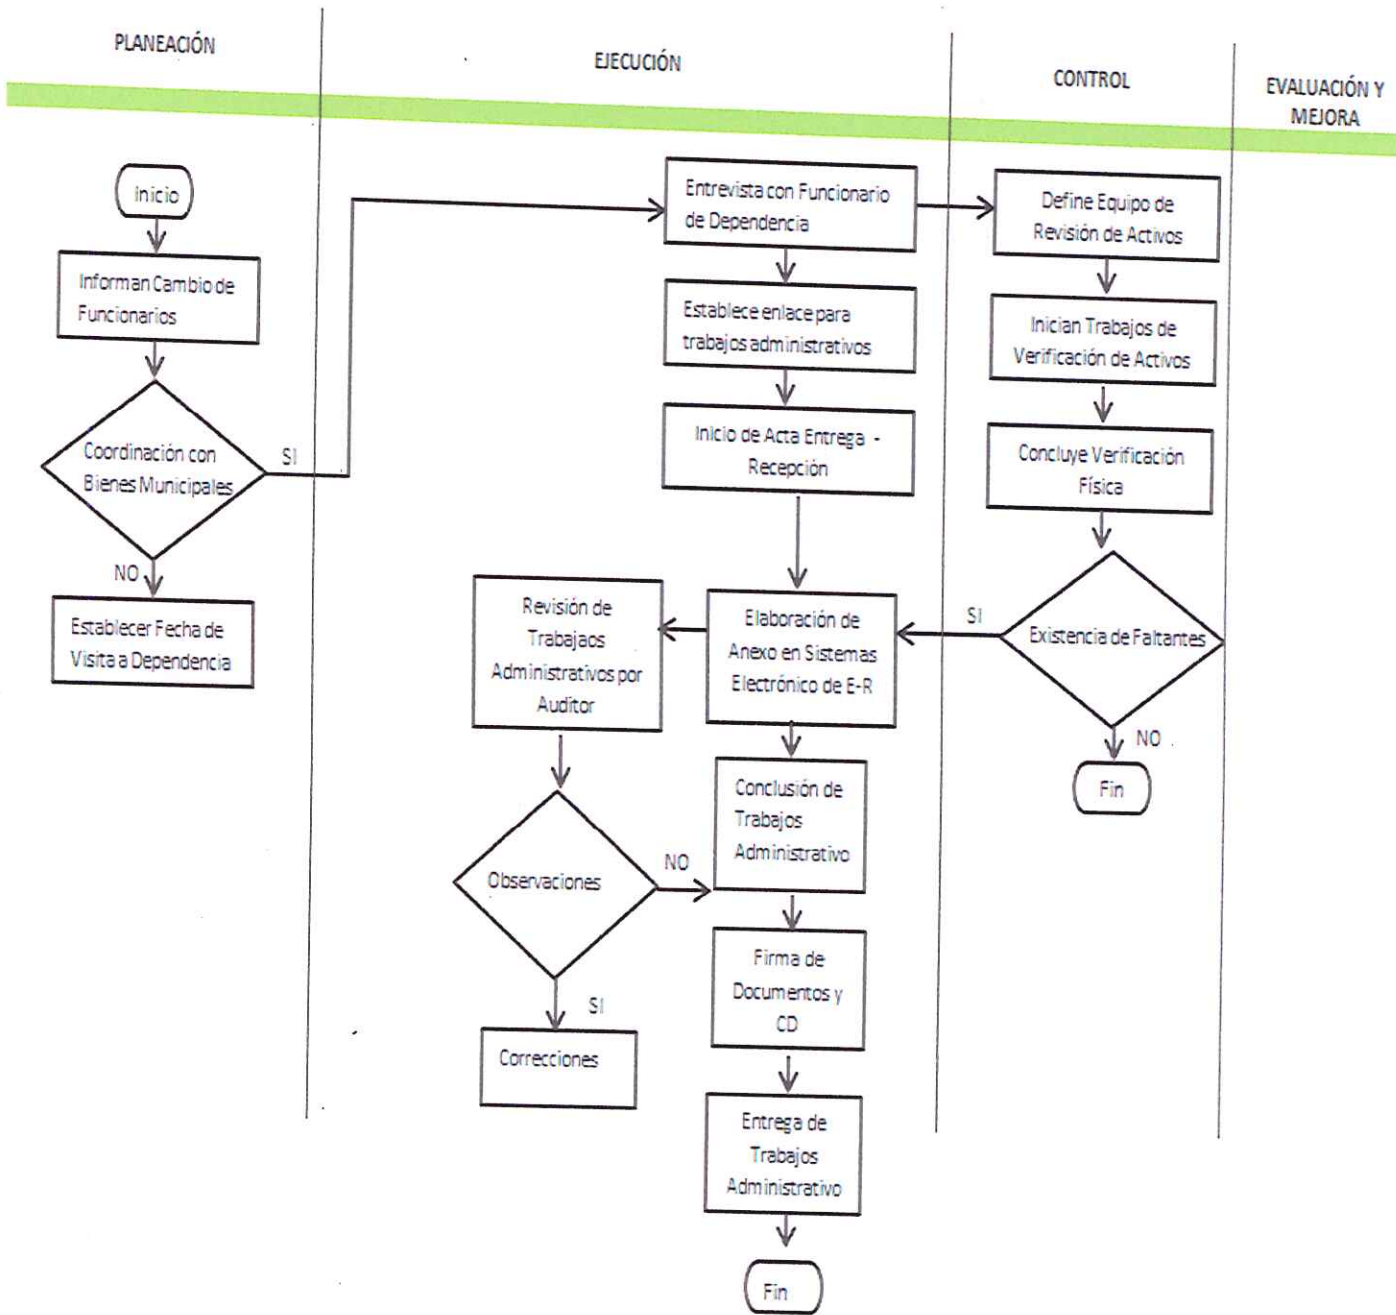 PLANEACIÓN
EJECUCIÓN
CONTROL
EVALUACIÓN Y
MEJORA
Inicio
Informan Cambio de
Funcionarios
Coordinación con
Bienes Municipales
SI
NO
Establecer Fecha de
Visita a Dependencia
Entrevista con Funcionario
de Dependencia
Establece enlace para
trabajos administrativos
Inicio de Acta Entrega -
Recepción
Elaboración de
Anexo en Sistemas
Electrónico de E-R
Revisión de
Trabajaos
Administrativos por
Auditor
Observaciones
NO
SI
Correcciones
Conclusión de
Trabajos
Administrativo
Firma de
Documentos y
CD
Entrega de
Trabajos
Administrativo
Fin
Define Equipo de
Revisión de Activos
Inician Trabajos de
Verificación de Activos
Concluye Verificación
Física
Existencia de Faltantes
SI
NO
Fin